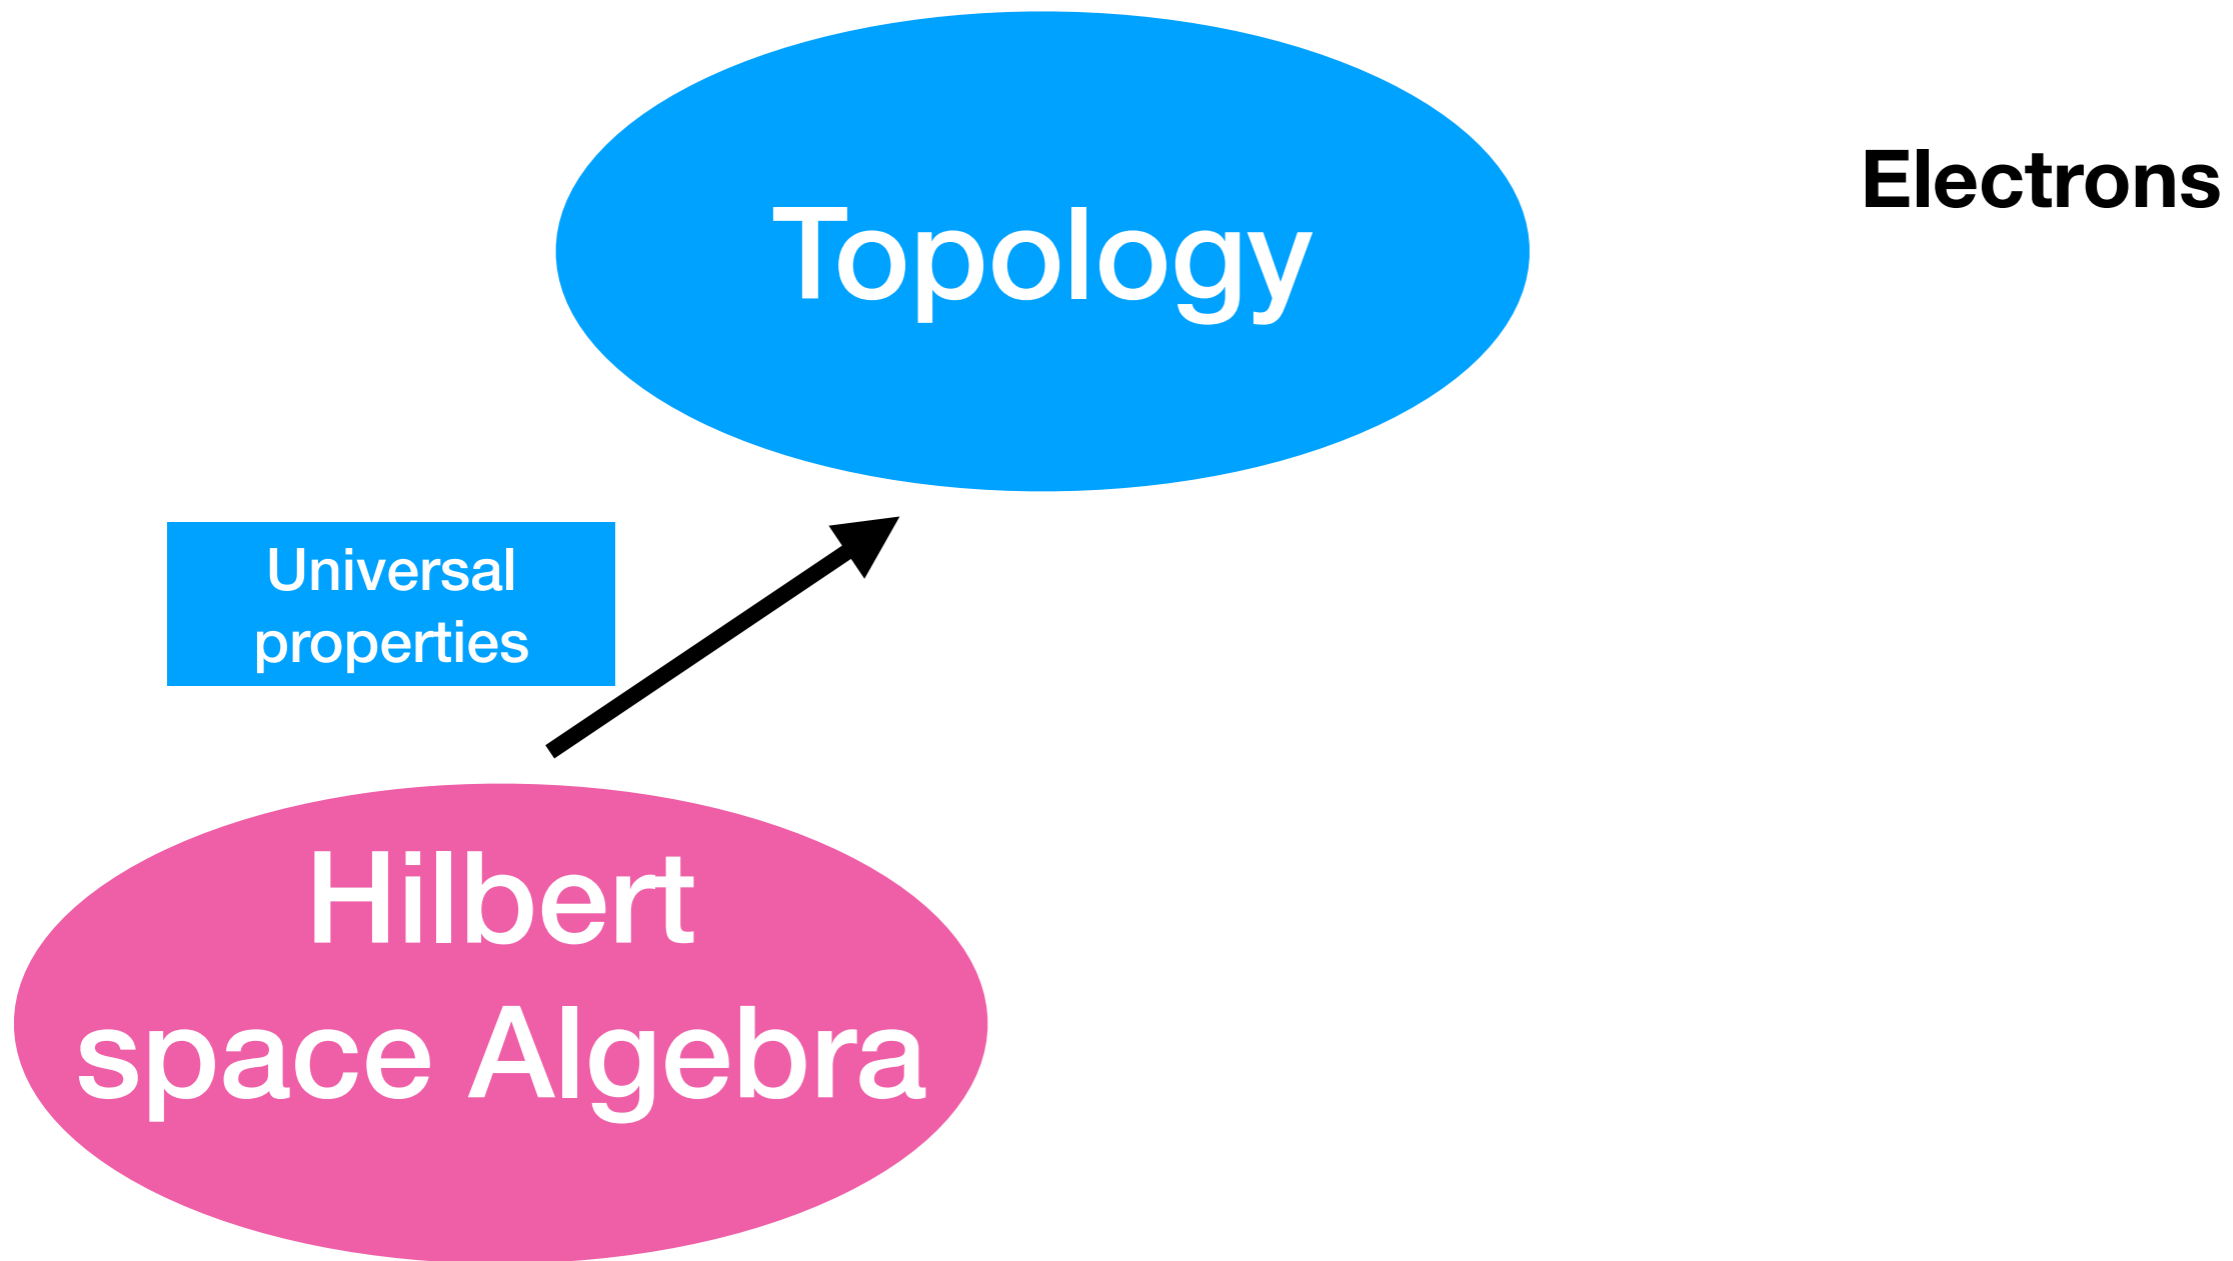 Topology
Electrons
Universal
properties
Hilbert
space Algebra